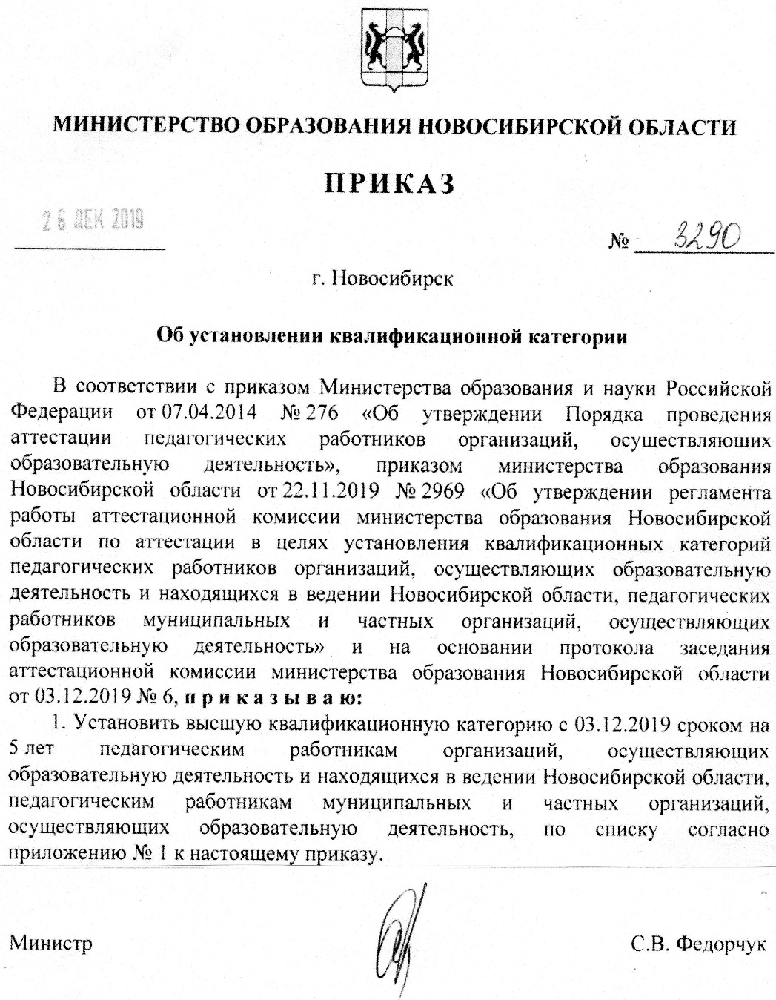 МИНИСТЕРСТВО ОБРАЗОВАНИЯ НОВОСИБИРСКОЙ ОБЛАСТИ
ПРИКАЗ
26 ДЕК 2019
№ 3290
г. Новосибирск
Об установлении квалификационной категории
В соответствии с приказом Министерства образования и науки Российской
Федерации от 07.04.2014 № 276 «Об утверждении Порядка проведения
аттестации педагогических работников организаций, осуществляющих
образовательную деятельность», приказом министерства образования
Новосибирской области от 22.11.2019 № 2969 «Об утверждении регламента
работы аттестационной комиссии министерства образования Новосибирской
области по аттестации в целях установления квалификационных категорий
педагогических работников организаций, осуществляющих образовательную
деятельность и находящихся в ведении Новосибирской области, педагогических
работников муниципальных и частных организаций, осуществляющих
образовательную деятельность» и на основании протокола заседания
аттестационной комиссии министерства образования Новосибирской области
от 03.12.2019 № 6, п р и к а з ы в а ю:
1. Установить высшую квалификационную категорию с 03.12.2019 сроком на
5 лет педагогическим работникам организаций, осуществляющих
образовательную деятельность и находящихся в ведении Новосибирской области,
педагогическим работникам муниципальных и частных организаций,
осуществляющих образовательную деятельность, по списку согласно
приложению № 1 к настоящему приказу.
Министр С.В. Федорчук